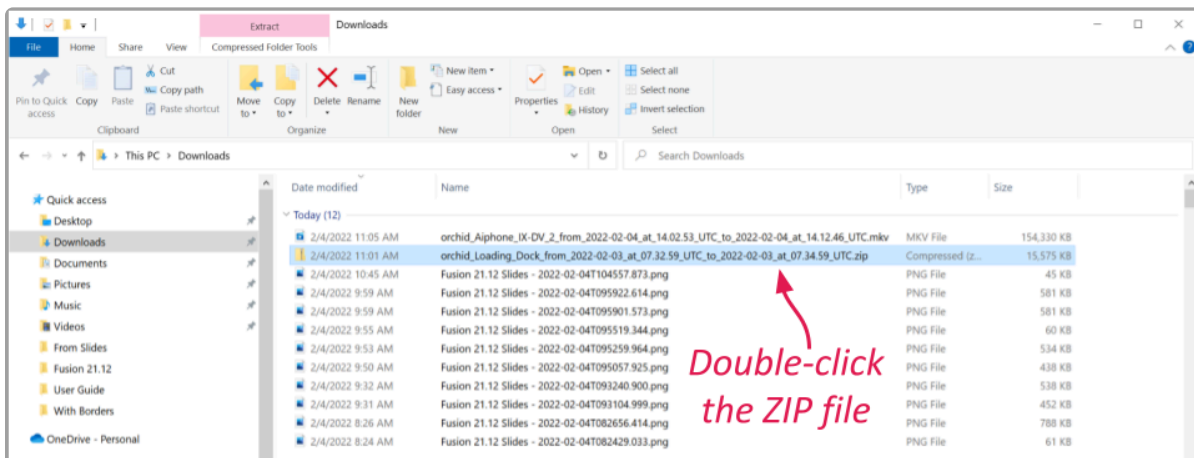 Extract Downloads
File Home Share View Compressed Folder Tools
Pin to Quick access Copy Paste Cut Copy path Paste shortcut
Clipboard
Move to Copy to Delete Rename
Organize
New folder New item Easy access
New
Properties Open Edit History
Open
Select all Select none Invert selection
Select
This PC > Downloads Search Downloads
Quick access
Desktop
Downloads
Documents
Pictures
Music
Videos
From Slides
Fusion 21.12
User Guide
With Borders
OneDrive - Personal
Date modified Name Type Size
Today (12)
2/4/2022 11:05 AM orchid_Aiphone_IX-DV_2_from_2022-02-04_at_14.02.53_UTC_to_2022-02-04_at_14.12.46_UTC.mkv MKV File 154,330 KB
2/4/2022 11:01 AM orchid_Loading_Dock_from_2022-02-03_at_07.32.59_UTC_to_2022-02-03_at_07.34.59_UTC.zip Compressed (z... 15,575 KB
2/4/2022 10:45 AM Fusion 21.12 Slides - 2022-02-04T104557.873.png PNG File 45 KB
2/4/2022 9:59 AM Fusion 21.12 Slides - 2022-02-04T095922.614.png PNG File 581 KB
2/4/2022 9:59 AM Fusion 21.12 Slides - 2022-02-04T095901.573.png PNG File 581 KB
2/4/2022 9:55 AM Fusion 21.12 Slides - 2022-02-04T095519.344.png PNG File 60 KB
2/4/2022 9:53 AM Fusion 21.12 Slides - 2022-02-04T095259.964.png PNG File 534 KB
2/4/2022 9:50 AM Fusion 21.12 Slides - 2022-02-04T095057.925.png PNG File 438 KB
2/4/2022 9:32 AM Fusion 21.12 Slides - 2022-02-04T093240.900.png PNG File 538 KB
2/4/2022 9:31 AM Fusion 21.12 Slides - 2022-02-04T093104.999.png PNG File 452 KB
2/4/2022 8:26 AM Fusion 21.12 Slides - 2022-02-04T082656.414.png PNG File 788 KB
2/4/2022 8:24 AM Fusion 21.12 Slides - 2022-02-04T082429.033.png PNG File 61 KB
Double-click
the ZIP file